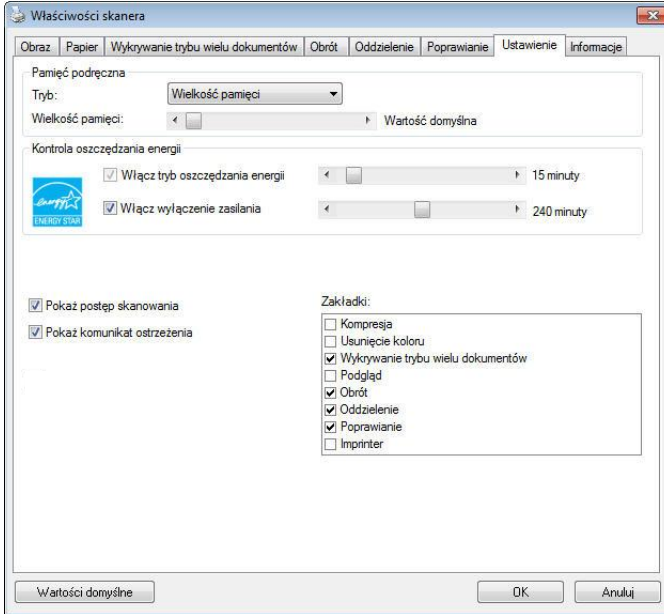 Właściwości skanera
Obraz Papier Wykrywanie trybu wielu dokumentów Obrót Oddzielenie Poprawianie Ustawienie Informacje
Pamięć podręczna
Tryb: Wielkość pamięci
Wielkość pamięci: Wartość domyślna
Kontrola oszczędzania energii
Włącz tryb oszczędzania energii 15 minuty
energy
ENERGY STAR
Włącz wyłączenie zasilania 240 minuty
Pokaż postęp skanowania
Pokaż komunikat ostrzeżenia
Zakładki:
Kompresja
Usunięcie koloru
Wykrywanie trybu wielu dokumentów
Podgląd
Obrót
Oddzielenie
Poprawianie
Imprinter
Wartości domyślne OK Anuluj